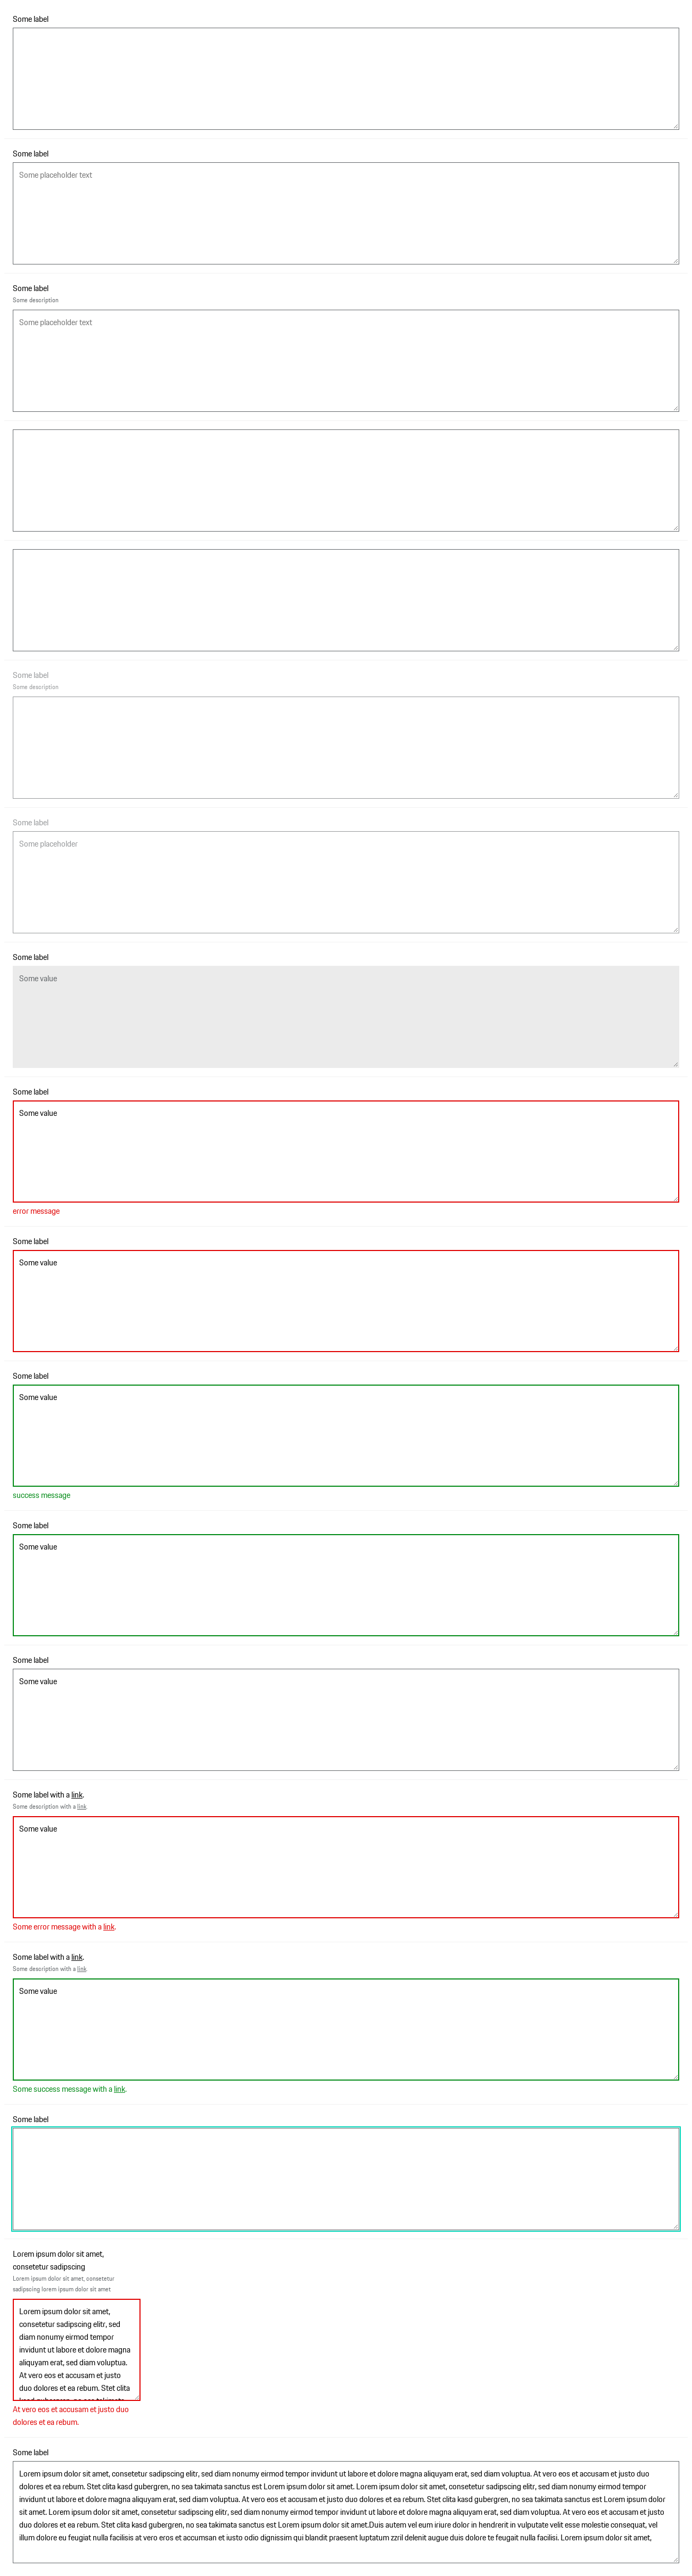 Some label
Some label
Some placeholder text
Some label
Some description
Some placeholder text
Some label
Some description
Some label
Some placeholder
Some label
Some value
Some label
Some value
error message
Some label
Some value
Some label
Some value
success message
Some label
Some value
Some label
Some value
Some label with a link.
Some description with a link.
Some value
Some error message with a link.
Some label with a link.
Some description with a link.
Some value
Some success message with a link.
Some label
Lorem ipsum dolor sit amet,
consetetur sadipscing
Lorem ipsum dolor sit amet, consetetur
sadipscing lorem ipsum dolor sit amet
Lorem ipsum dolor sit amet,
consetetur sadipscing elitr, sed
diam nonumy eirmod tempor
invidunt ut labore et dolore magna
aliquyam erat, sed diam voluptua.
At vero eos et accusam et justo
duo dolores et ea rebum. Stet clita
kasd gubergren, no sea takimata
At vero eos et accusam et justo duo
dolores et ea rebum.
Some label
Lorem ipsum dolor sit amet, consetetur sadipscing elitr, sed diam nonumy eirmod tempor invidunt ut labore et dolore magna aliquyam erat, sed diam voluptua. At vero eos et accusam et justo duo
dolores et ea rebum. Stet clita kasd gubergren, no sea takimata sanctus est Lorem ipsum dolor sit amet. Lorem ipsum dolor sit amet, consetetur sadipscing elitr, sed diam nonumy eirmod tempor
invidunt ut labore et dolore magna aliquyam erat, sed diam voluptua. At vero eos et accusam et justo duo dolores et ea rebum. Stet clita kasd gubergren, no sea takimata sanctus est Lorem ipsum dolor
sit amet. Lorem ipsum dolor sit amet, consetetur sadipscing elitr, sed diam nonumy eirmod tempor invidunt ut labore et dolore magna aliquyam erat, sed diam voluptua. At vero eos et accusam et justo
duo dolores et ea rebum. Stet clita kasd gubergren, no sea takimata sanctus est Lorem ipsum dolor sit amet.Duis autem vel eum iriure dolor in hendrerit in vulputate velit esse molestie consequat, vel
illum dolore eu feugiat nulla facilisis at vero eros et accumsan et iusto odio dignissim qui blandit praesent luptatum zzril delenit augue duis dolore te feugait nulla facilisi. Lorem ipsum dolor sit amet,